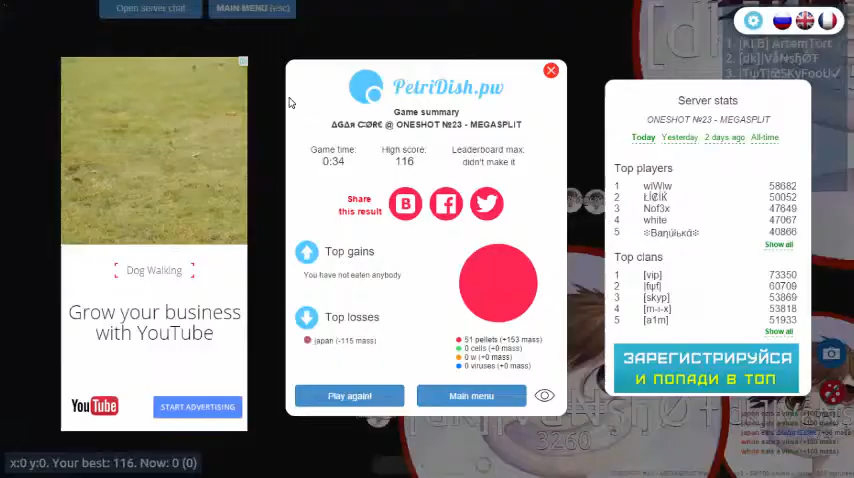 Open server chat
MAIN MENU (esc)
Dog Walking
Grow your business
with YouTube
YouTube
START ADVERTISING
PetriDish.pw
Game summary
@ ONESHOT №23 - MEGASPLIT
Game time:
0:34
High score:
116
Leaderboard max:
didn't make it
Share
this result
Top gains
You have not eaten anybody
Top losses
japan (-115 mass)
51 pellets (+153 mass)
0 cells (+0 mass)
0 w (+0 mass)
0 viruses (+0 mass)
Play again!
Main menu
Server stats
ONESHOT №23 - MEGASPLIT
Today Yesterday 2 days ago All-time
Top players
1 wiWiw 58682
2 50052
3 Nof3x 47649
4 white 47067
5 40866
Show all
Top clans
1 [vip] 73350
2 60709
3 [skyp] 53869
4 53818
5 [a1m] 51933
Show all
ЗАРЕГИСТРИРУЙСЯ
И ПОПАДИ В ТОП
1 ArtemTort
3260
x:0 y:0. Your best: 116. Now: 0 (0)